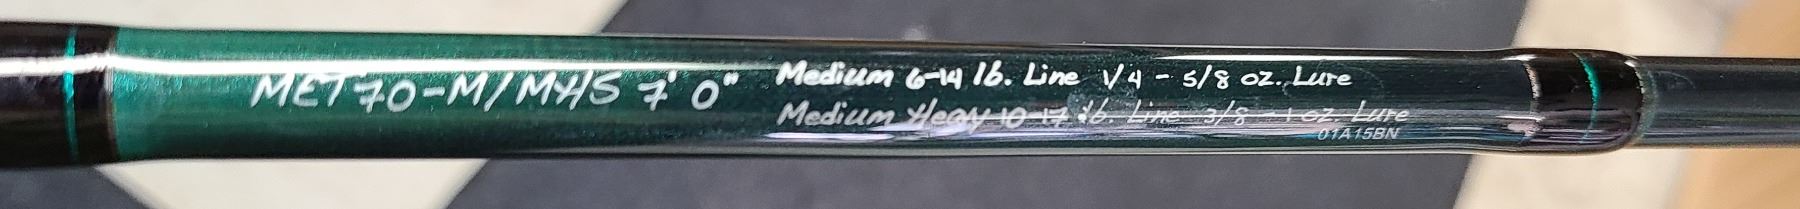 MET70-M/MHS 7' 0" Medium 6-14 lb. Line 1/4 - 5/8 oz. Lure
Medium Heavy 10-17 lb. Line 3/8 - 1 oz. Lure
01A15BN